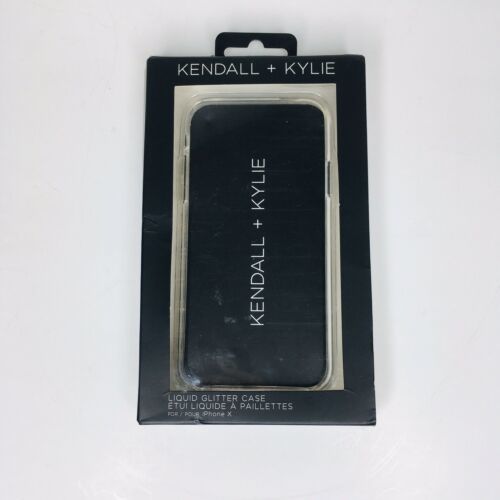 KENDALL + KYLIE
KENDALL + KYLIE
LIQUID GLITTER CASE
ÉTUI LIQUIDE À PAILLETTES
FOR / POUR iPhone X